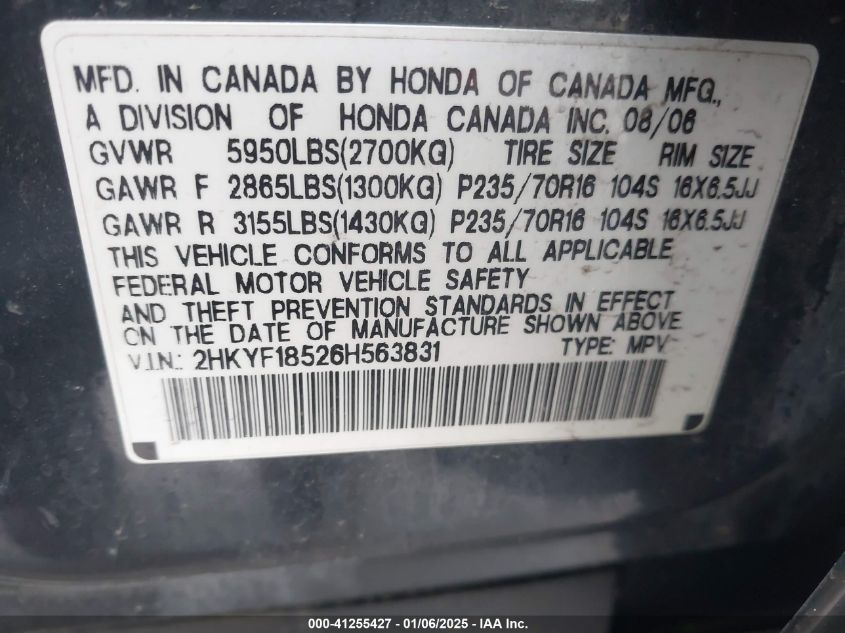 MFD. IN CANADA BY HONDA OF CANADA MFG.,
A DIVISION OF HONDA CANADA INC. 08/06
GVWR 5950LBS(2700KG) TIRE SIZE RIM SIZE
GAWR F 2865LBS(1300KG) P235/70R16 104S 16X6.5JJ
GAWR R 3155LBS(1430KG) P235/70R16 104S 16X6.5JJ
THIS VEHICLE CONFORMS TO ALL APPLICABLE
FEDERAL MOTOR VEHICLE SAFETY
AND THEFT PREVENTION STANDARDS IN EFFECT
ON THE DATE OF MANUFACTURE SHOWN ABOVE.
V.I.N.: 2HKYF18526H563831 TYPE: MPV
000-41255427 - 01/06/2025 - IAA Inc.